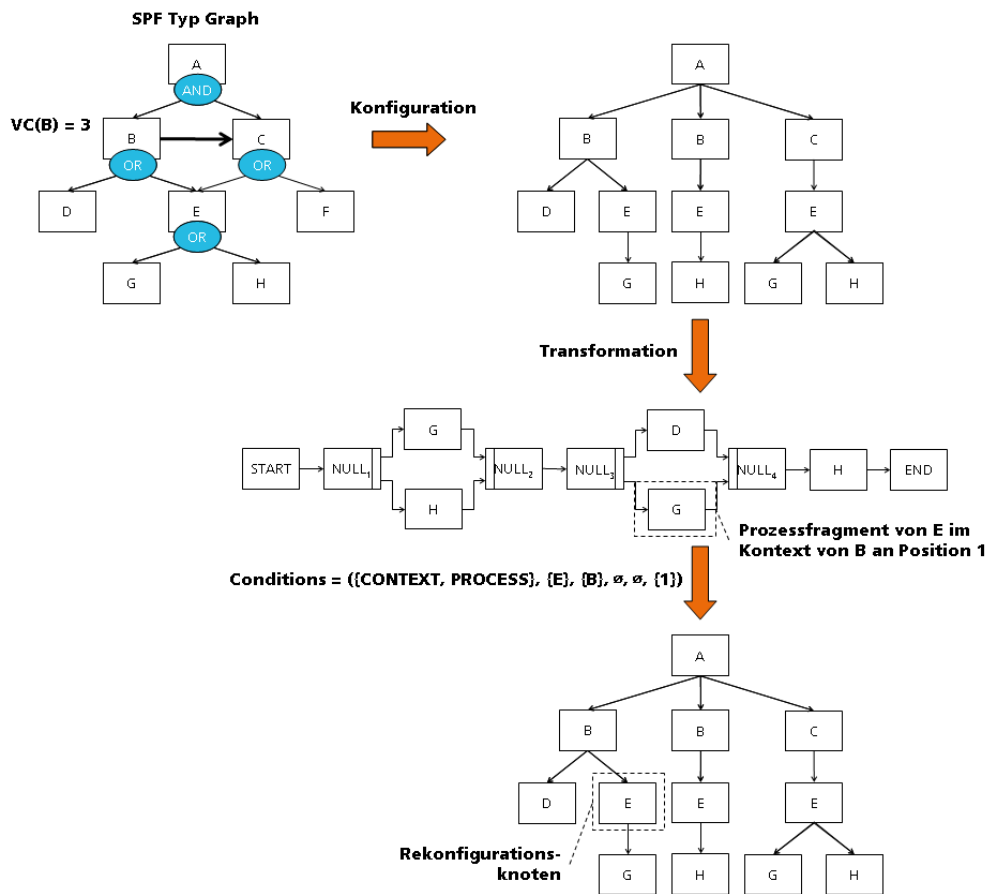 SPF Typ Graph
A
AND
VC(B) = 3
B
C
OR
OR
D
E
F
OR
G
H
Konfiguration
A
B
B
C
D
E
E
E
G
H
G
H
Transformation
START
NULL1
G
H
NULL2
NULL3
D
G
NULL4
H
END
Prozessfragment von E im
Kontext von B an Position 1
Conditions = ({CONTEXT, PROCESS}, {E}, {B}, ø, ø, {1})
A
B
B
C
D
E
E
E
Rekonfigurations-
knoten
G
H
G
H